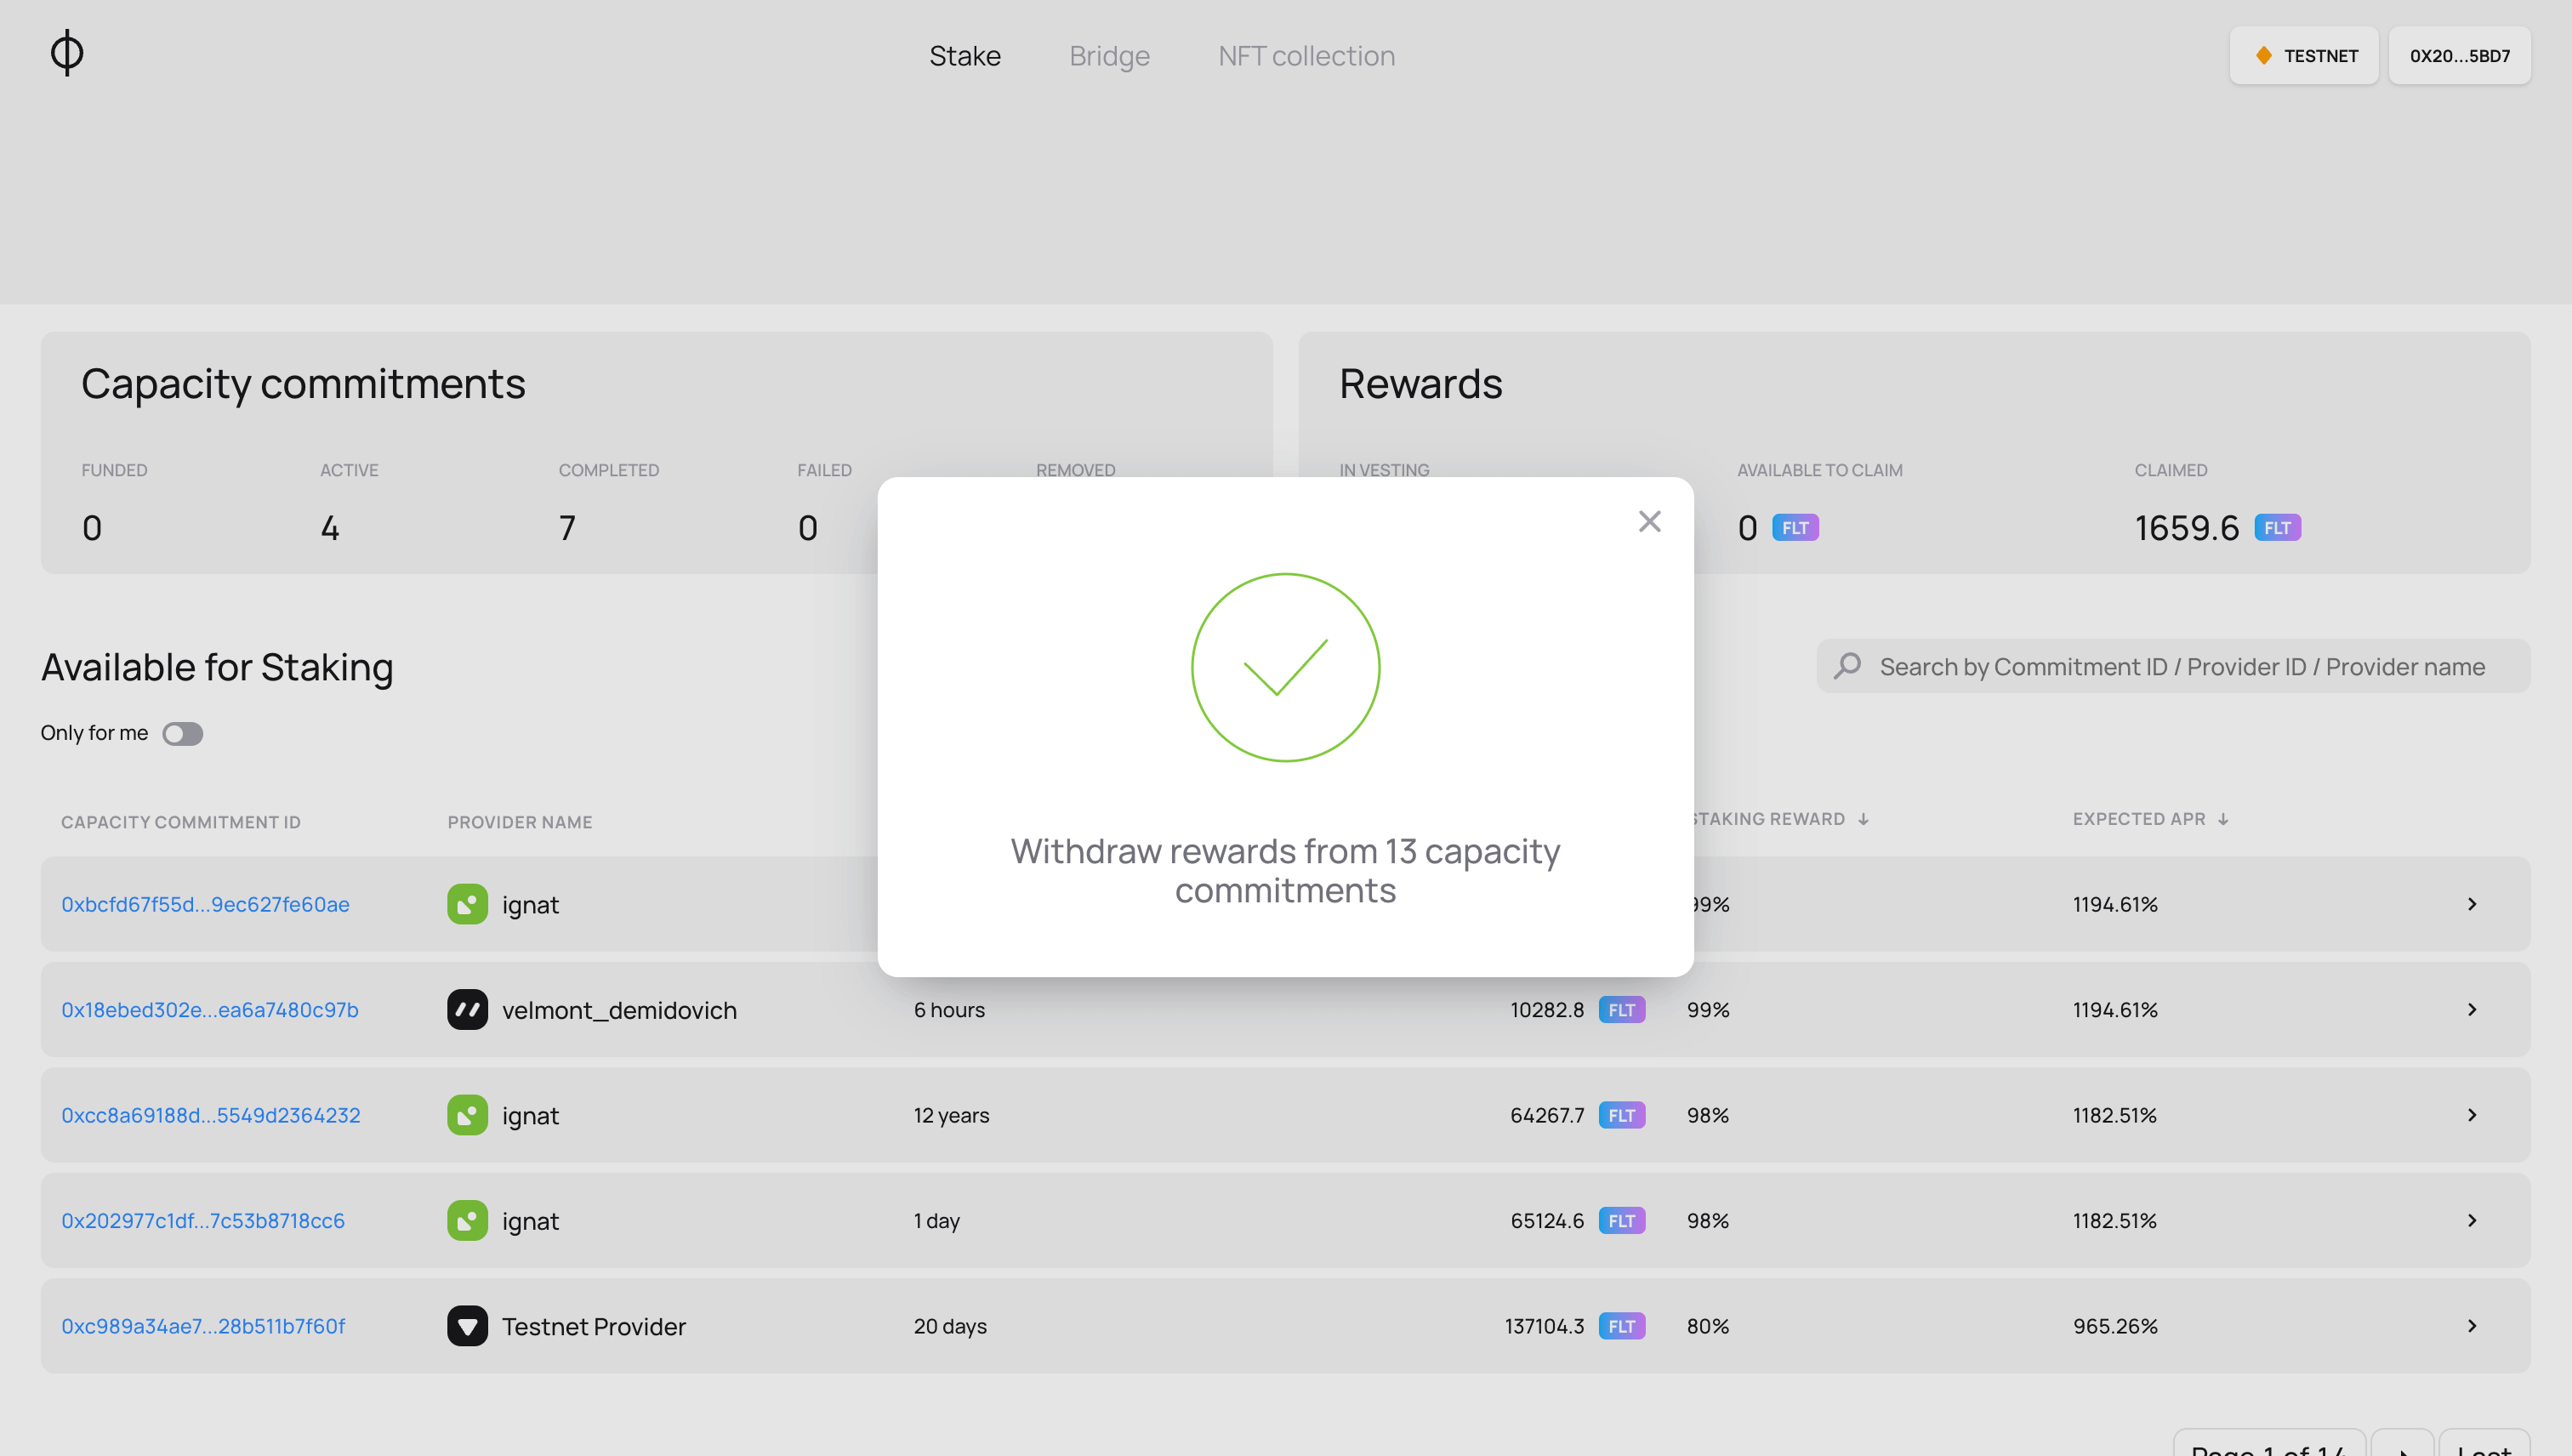 Stake Bridge NFT collection TESTNET 0X20...5BD7
Capacity commitments
FUNDED ACTIVE COMPLETED FAILED REMOVED
0 4 7 0
Rewards
IN VESTING AVAILABLE TO CLAIM CLAIMED
0 FLT 1659.6 FLT
Withdraw rewards from 13 capacity
commitments
Available for Staking
Search by Commitment ID / Provider ID / Provider name
Only for me
CAPACITY COMMITMENT ID PROVIDER NAME STAKING REWARD EXPECTED APR
0xbcfd67f55d...9ec627fe60ae ignat 99% 1194.61%
0x18ebed302e...ea6a7480c97b velmont_demidovich 6 hours 10282.8 FLT 99% 1194.61%
0xcc8a69188d...5549d2364232 ignat 12 years 64267.7 FLT 98% 1182.51%
0x202977c1df...7c53b8718cc6 ignat 1 day 65124.6 FLT 98% 1182.51%
0xc989a34ae7...28b511b7f60f Testnet Provider 20 days 137104.3 FLT 80% 965.26%
Page 1 of 14 Last